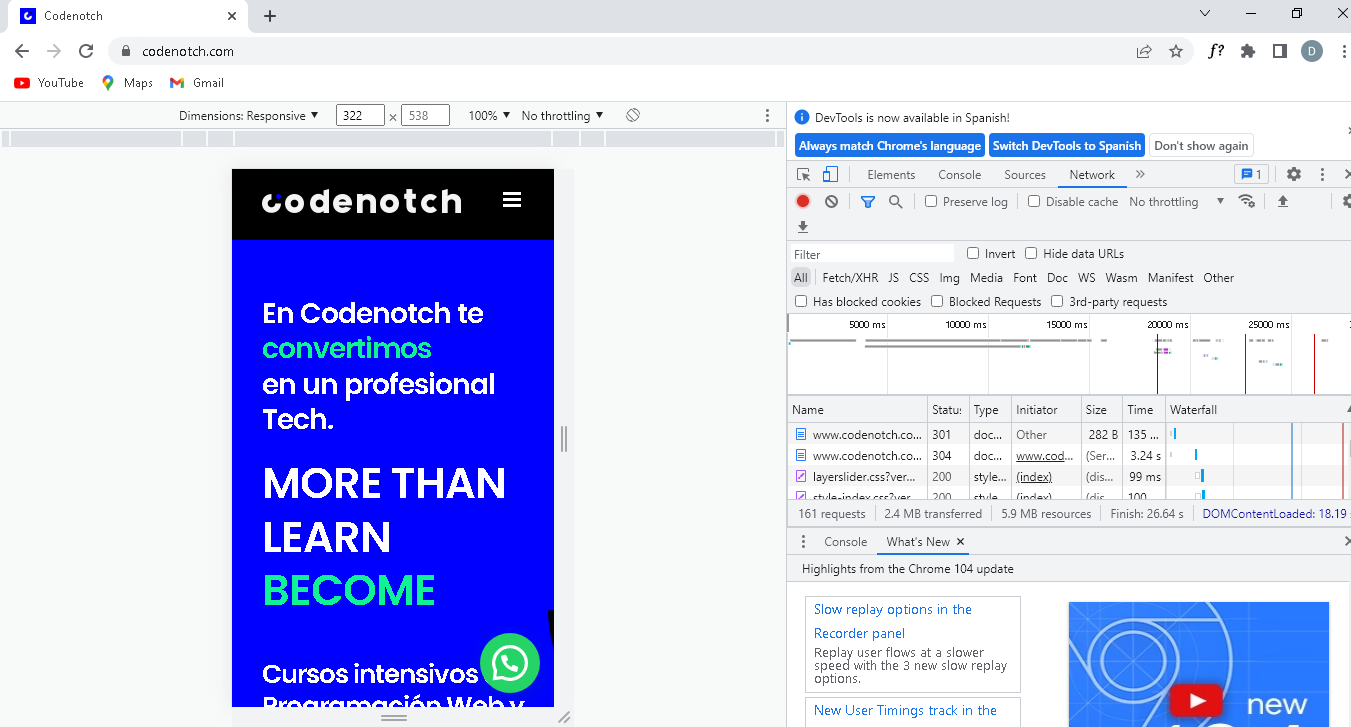 Codenotch
codenotch.com
f?
D
YouTube
Maps
Gmail
Dimensions: Responsive
322
×
538
100%
No throttling
codenotch
En Codenotch te
convertimos
en un profesional
Tech.
MORE THAN
LEARN
BECOME
Cursos intensivos
Programación Web y
DevTools is now available in Spanish!
Always match Chrome's language
Switch DevTools to Spanish
Don't show again
Elements Console Sources Network » 1
Preserve log Disable cache No throttling
Filter Invert Hide data URLs
All Fetch/XHR JS CSS Img Media Font Doc WS Wasm Manifest Other
Has blocked cookies Blocked Requests 3rd-party requests
5000 ms 10000 ms 15000 ms 20000 ms 25000 ms
Name Type Initiator Size Time Waterfall
www.codenotch.co... 301 doc... Other 282 B 135 ...
www.codenotch.co... 304 doc... www.cod... (Ser... 3.24 s
layerslider.css?ver... 200 style... (index) (dis... 99 ms
style-index.css?ver... 200 style... (index) (dis... 100
161 requests 2.4 MB transferred 5.9 MB resources Finish: 26.64 s DOMContentLoaded: 18.19
Console What's New
Highlights from the Chrome 104 update
Slow replay options in the
Recorder panel
Replay user flows at a slower
speed with the 3 new slow replay
options.
New User Timings track in the
new